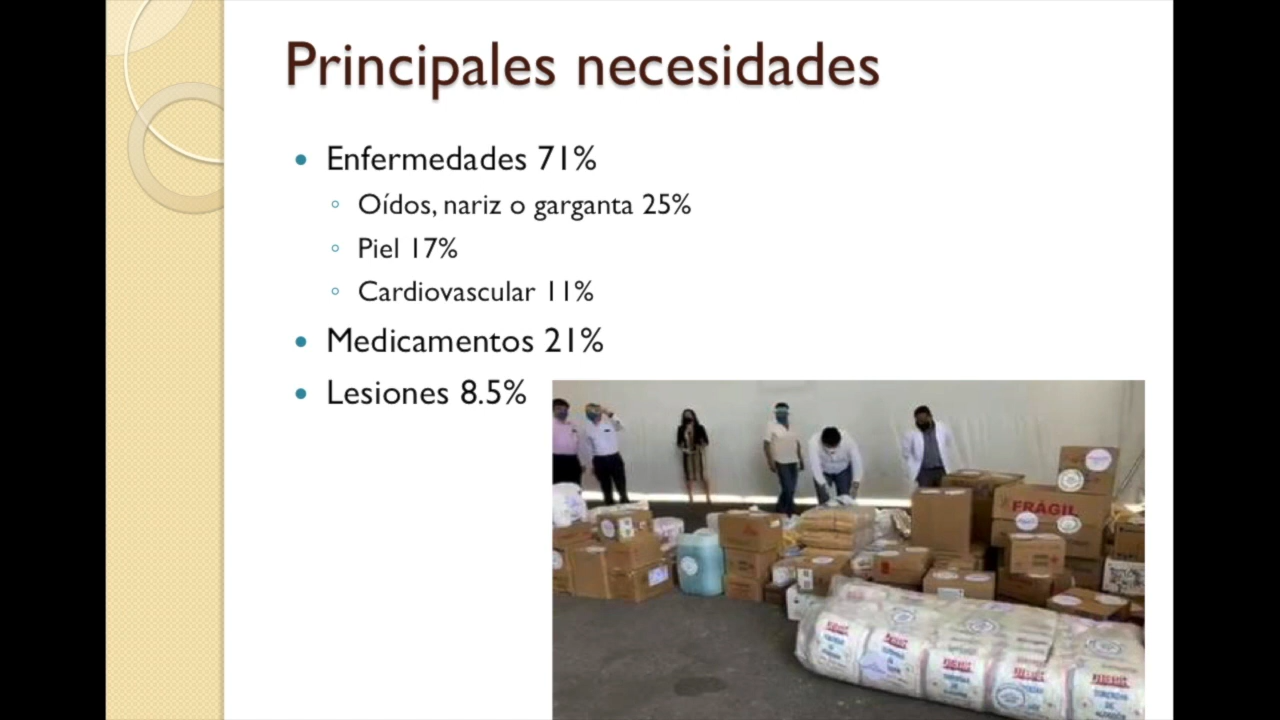 Principales necesidades
Enfermedades 71%
Oídos, nariz o garganta 25%
Piel 17%
Cardiovascular 11%
Medicamentos 21%
Lesiones 8.5%
FRÁGIL